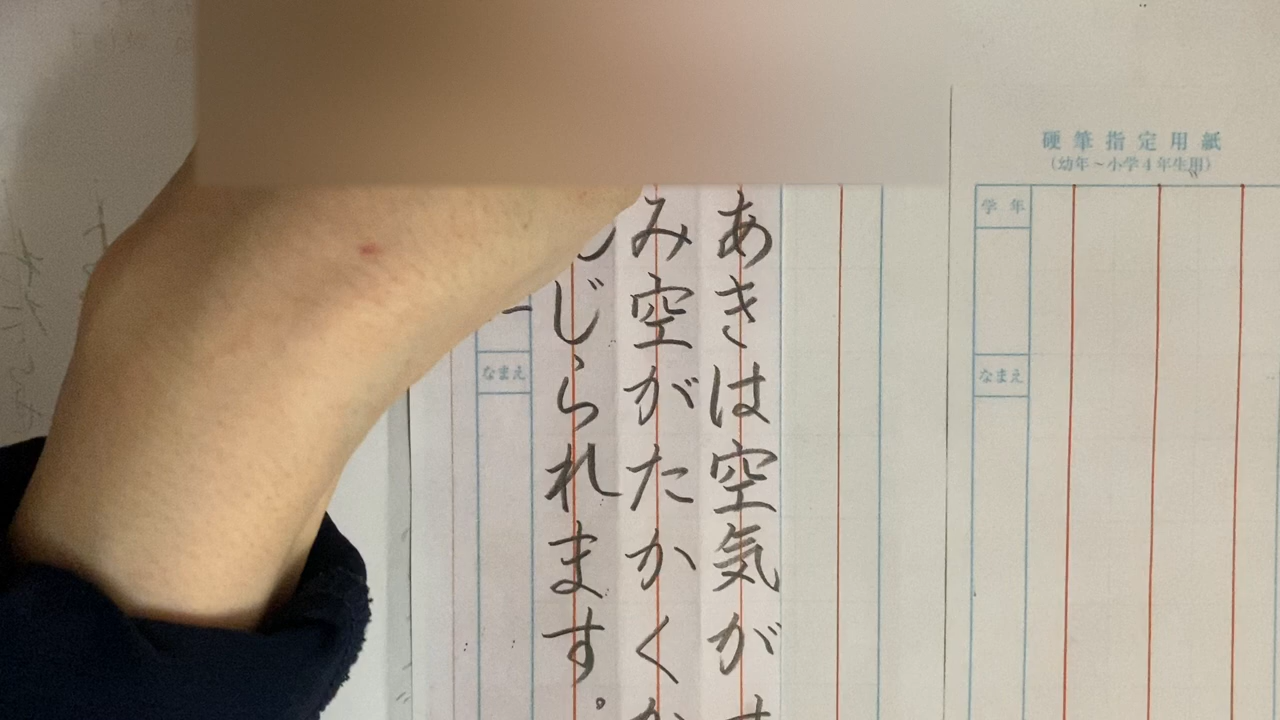 硬筆指定用紙
(幼年~小学4年生用)
学年
なまえ
あきは空気が
み空がたかく
じられます。
なまえ